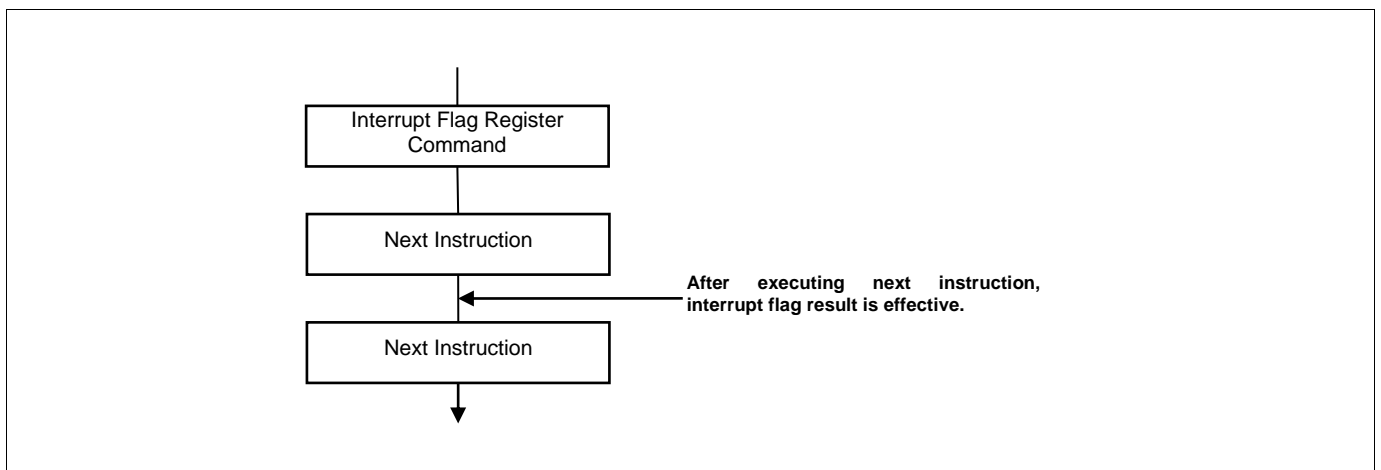 Interrupt Flag Register
Command
Next Instruction
After executing next instruction,
interrupt flag result is effective.
Next Instruction